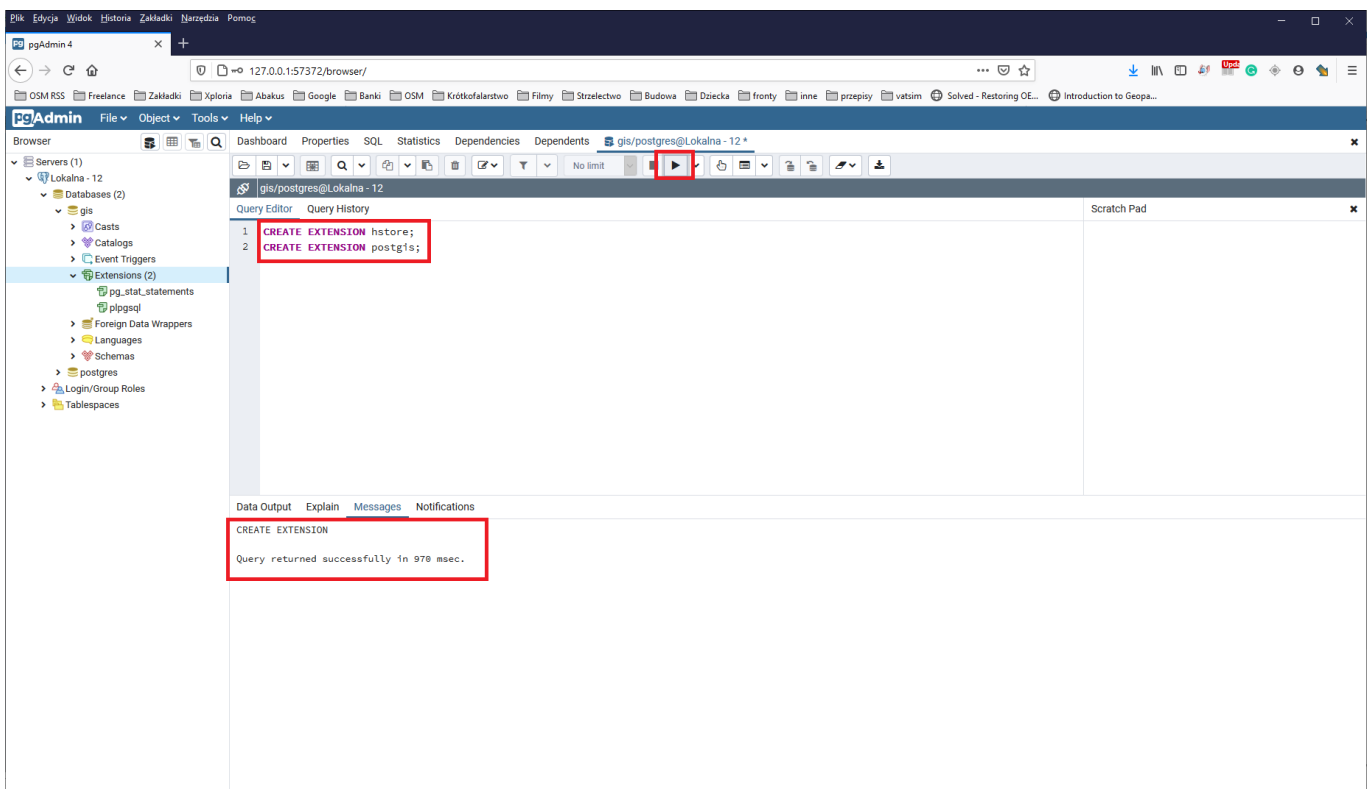 Plik Edycja Widok Historia Zakładki Narzędzia Pomoc
pgAdmin 4
127.0.0.1:57372/browser/
OSM RSS Freelance Zakładki Xploria Abakus Google Banki OSM Krótkofalarstwo Filmy Strzelectwo Budowa Dziecka fronty inne przepisy vatsim Solved - Restoring OE... Introduction to Geopa...
pgAdmin File Object Tools Help
Browser Dashboard Properties SQL Statistics Dependencies Dependents gis/postgres@Lokalna - 12 *
Servers (1)
No limit
Lokalna - 12
gis/postgres@Lokalna - 12
Databases (2)
gis
Query Editor Query History Scratch Pad
Casts
1 CREATE EXTENSION hstore;
Catalogs
2 CREATE EXTENSION postgis;
Event Triggers
Extensions (2)
pg_stat_statements
plpgsql
Foreign Data Wrappers
Languages
Schemas
postgres
Login/Group Roles
Tablespaces
Data Output Explain Messages Notifications
CREATE EXTENSION
Query returned successfully in 970 msec.